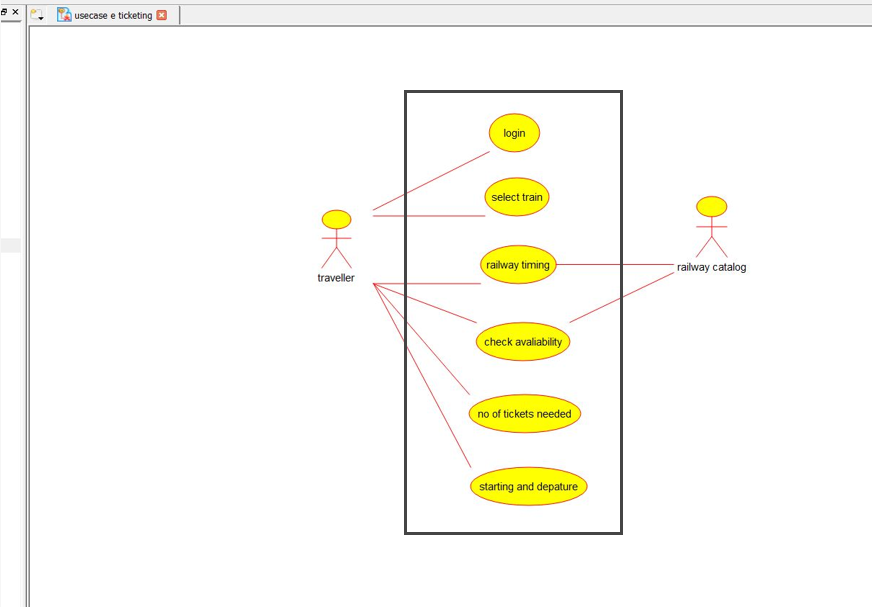 usecase e ticketing
login
select train
railway timing
railway catalog
traveller
check avaliability
no of tickets needed
starting and depature